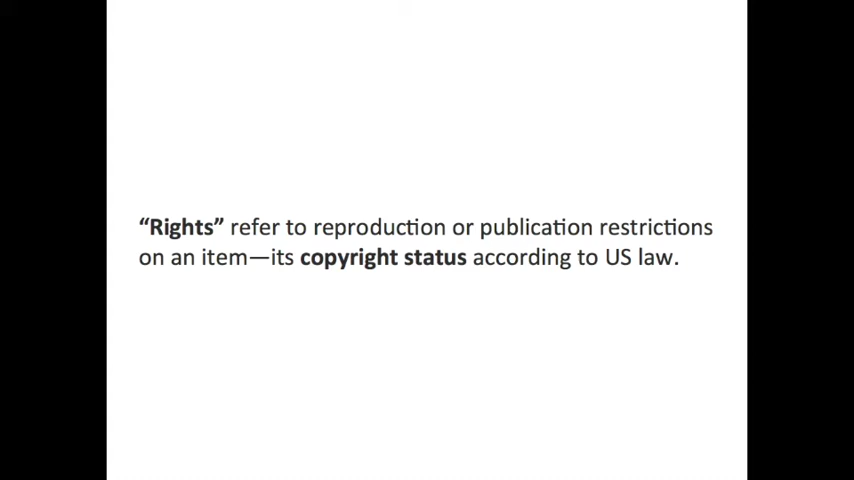 “Rights” refer to reproduction or publication restrictions
on an item—its copyright status according to US law.